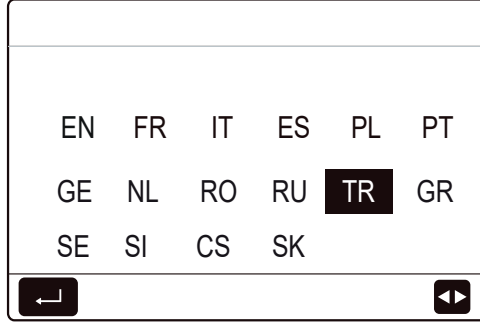 EN FR IT ES PL PT
GE NL RO RU TR GR
SE SI CS SK